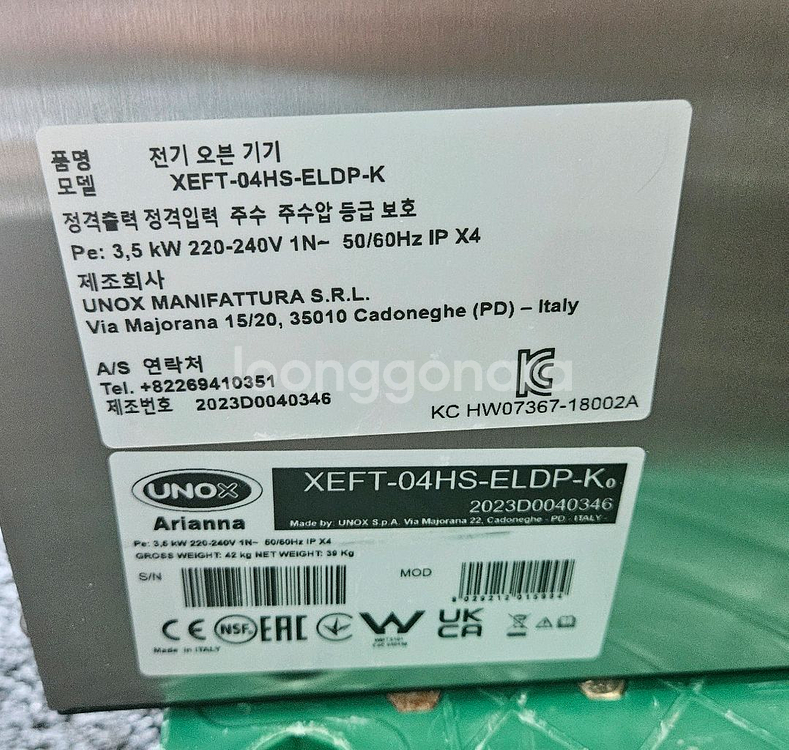 품명 전기 오븐 기기
모델 XEFT-04HS-ELDP-K
정격출력 정격입력 주수 주수압 등급 보호
Pe: 3,5 kW 220-240V 1N~ 50/60Hz IP X4
제조회사
UNOX MANIFATTURA S.R.L.
Via Majorana 15/20, 35010 Cadoneghe (PD) – Italy
A/S 연락처
Tel. +82269410351
제조번호 2023D0040346
KC HW07367-18002A
UNOX
Arianna
XEFT-04HS-ELDP-K
2023D0040346
Made by: UNOX S.p.A. Via Majorana 22, Cadoneghe - PD - ITALY -
Pe: 3,5 kW 220-240V 1N~ 50/60Hz IP X4
GROSS WEIGHT: 42 kg NET WEIGHT: 39 Kg
S/N
MOD
CE NSF EAC W UK CA
Made in ITALY